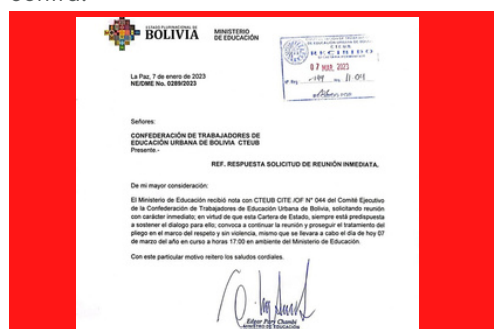 ESTADO PLURINACIONAL DE
BOLIVIA
MINISTERIO
DE EDUCACIÓN
RECIBIDO
07 MAR. 2023
La Paz, 7 de enero de 2023
NE/DME No. 0289/2023
Señores:
CONFEDERACIÓN DE TRABAJADORES DE
EDUCACIÓN URBANA DE BOLIVIA CTEUB
Presente.-
REF. RESPUESTA SOLICITUD DE REUNIÓN INMEDIATA,
De mi mayor consideración:
El Ministerio de Educación recibió nota con CTEUB CITE /OF N° 044 del Comité Ejecutivo
de la Confederación de Trabajadores de Educación Urbana de Bolivia, solicitando reunión
con carácter inmediato; en virtud de que esta Cartera de Estado, siempre está predispuesta
a sostener el dialogo para ello; convoca a continuar la reunión y proseguir el tratamiento del
pliego en el marco del respeto y sin violencia, mismo que se llevara a cabo el día de hoy 07
de marzo del año en curso a horas 17:00 en ambiente del Ministerio de Educación.
Con este particular motivo reitero los saludos cordiales.
Edgar Pary Chambi
MINISTRO DE EDUCACIÓN